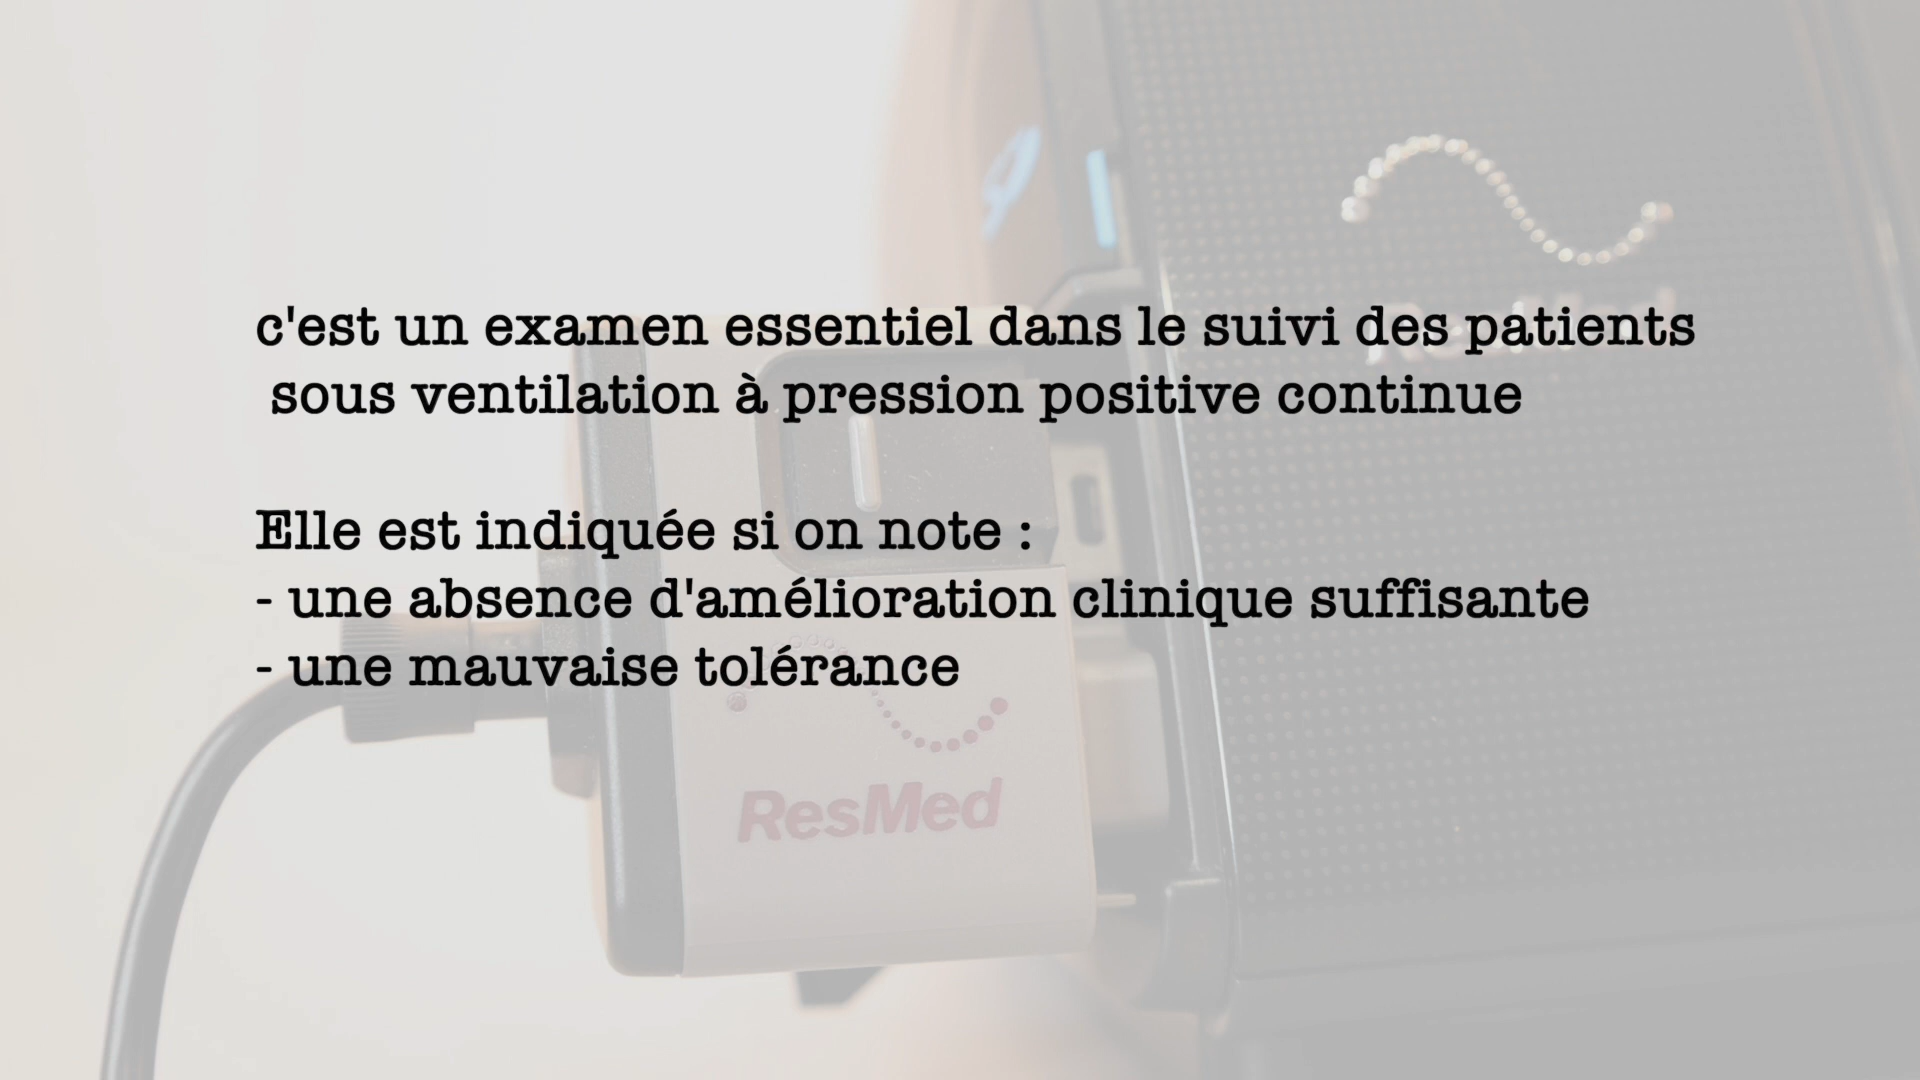 c'est un examen essentiel dans le suivi des patients
sous ventilation à pression positive continue
Elle est indiquée si on note :
- une absence d'amélioration clinique suffisante
- une mauvaise tolérance
ResMed
ResMed